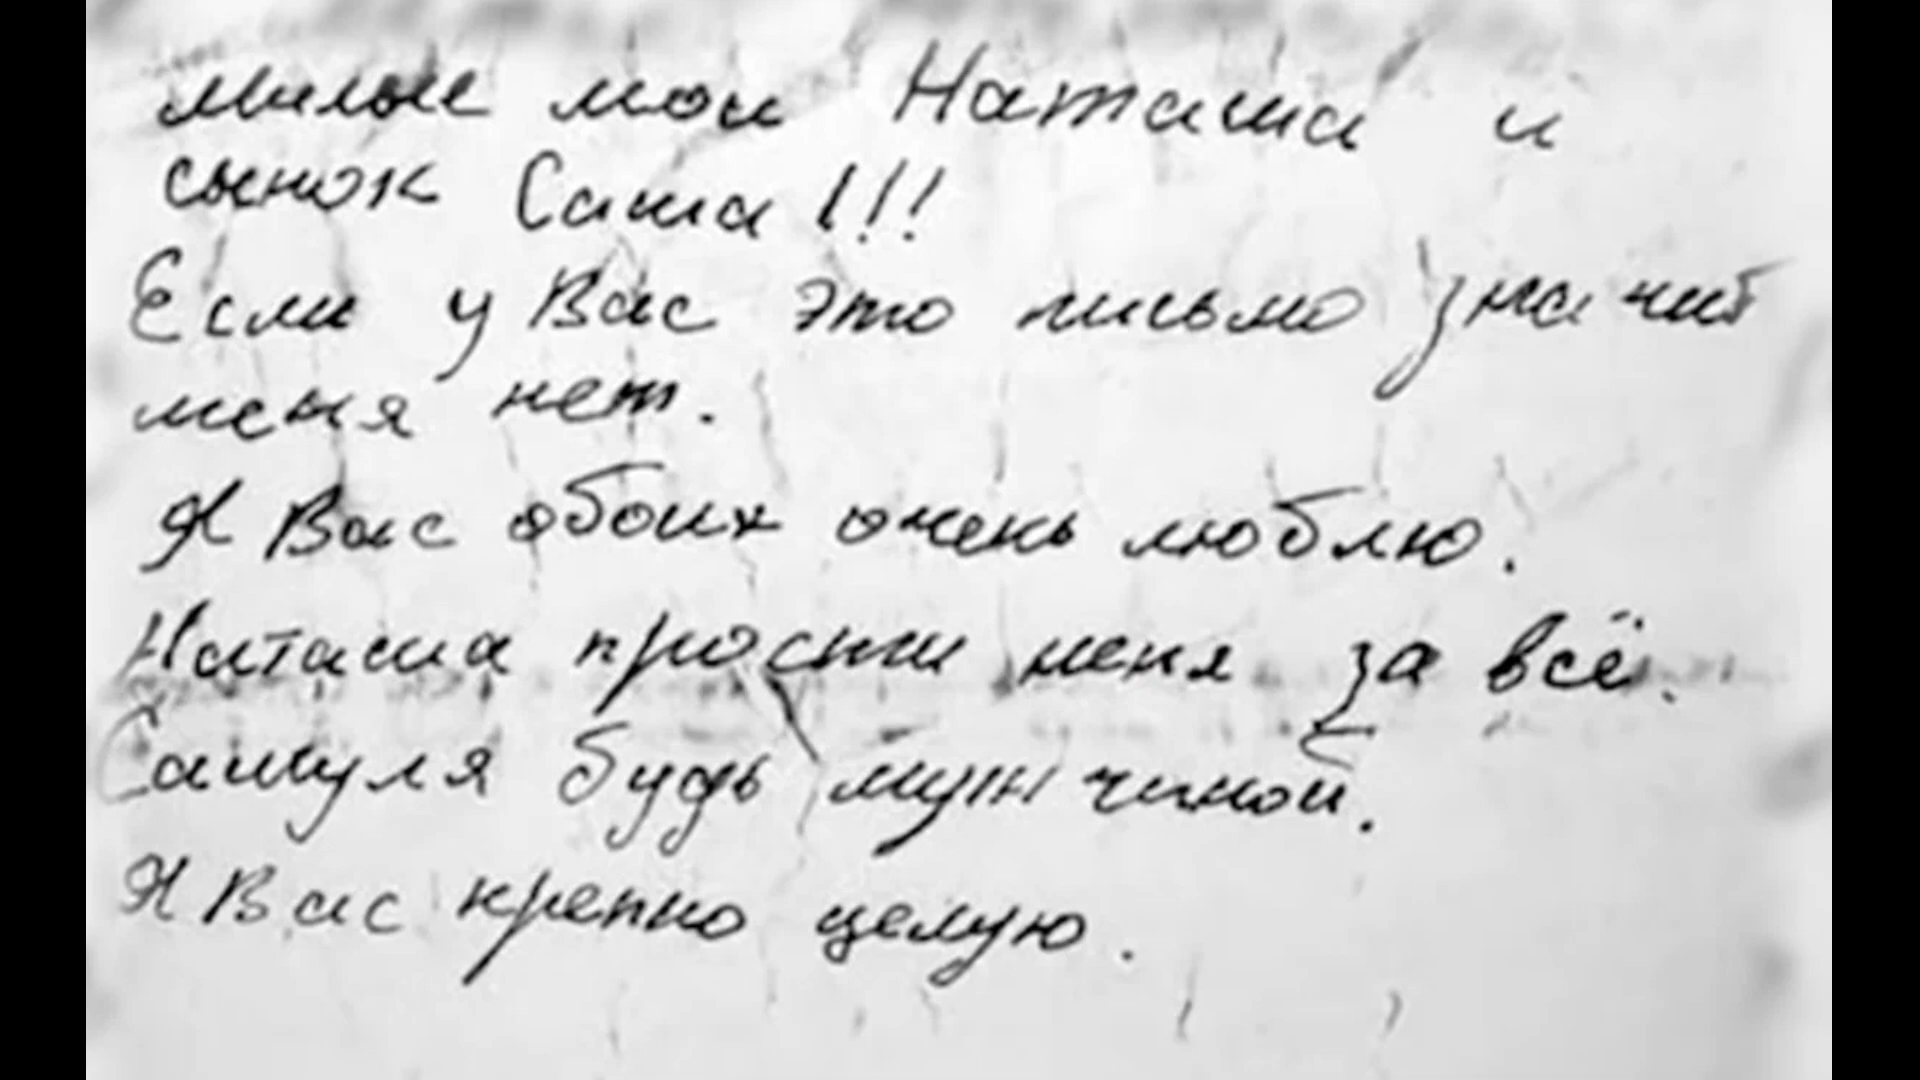 милые мои Наташа и
сынок Саша!!!
Если у Вас это письмо значит
меня нет.
Я Вас обоих очень люблю.
Наташа прости меня за всё.
Сашуля будь мужчиной.
Я Вас крепко целую.